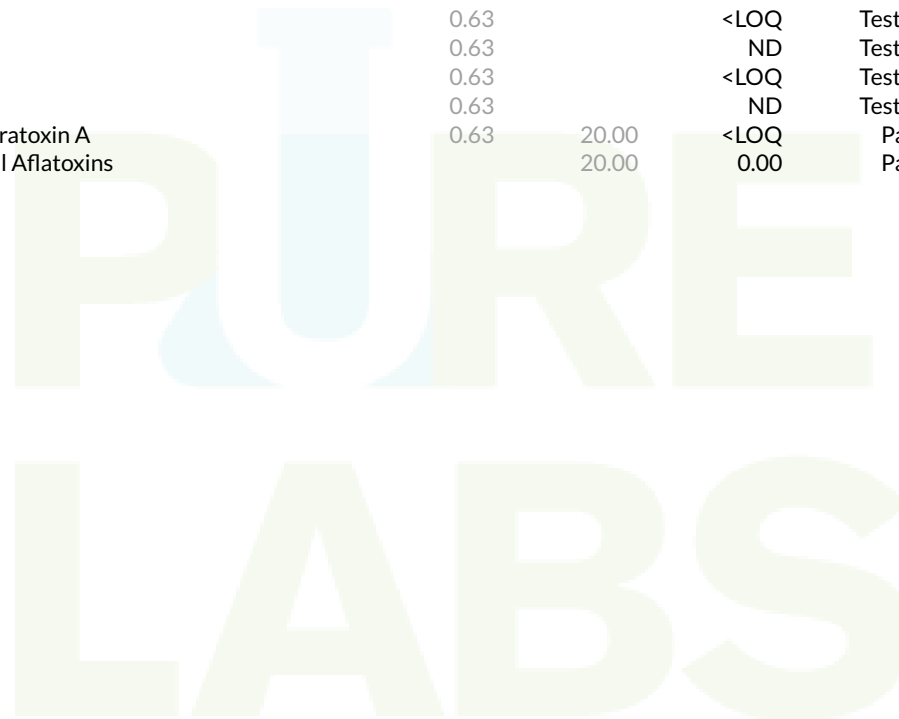 0.63 <LOQ Test
0.63 ND Test
0.63 <LOQ Test
0.63 ND Test
ratoxin A 0.63 20.00 <LOQ Pa
l Aflatoxins 20.00 0.00 Pa
PURE
LABS